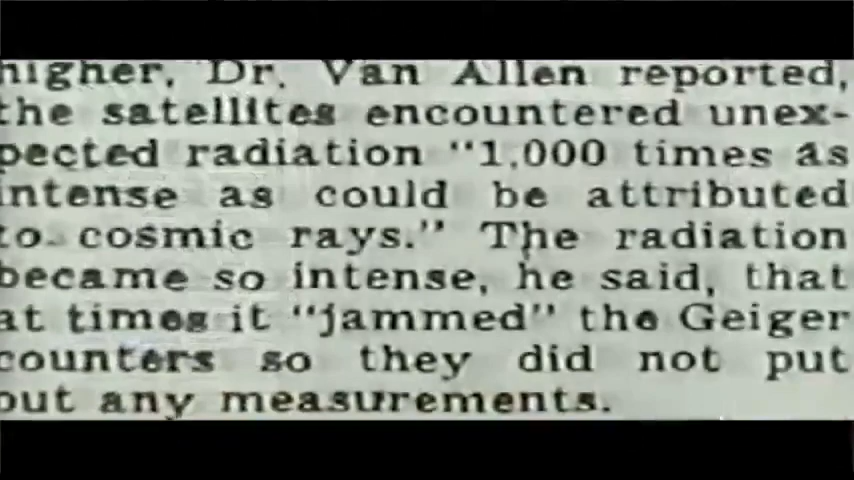 higher, Dr. Van Allen reported,
the satellites encountered unex-
pected radiation "1,000 times as
intense as could be attributed
to cosmic rays." The radiation
became so intense, he said, that
at times it "jammed" the Geiger
counters so they did not put
out any measurements.